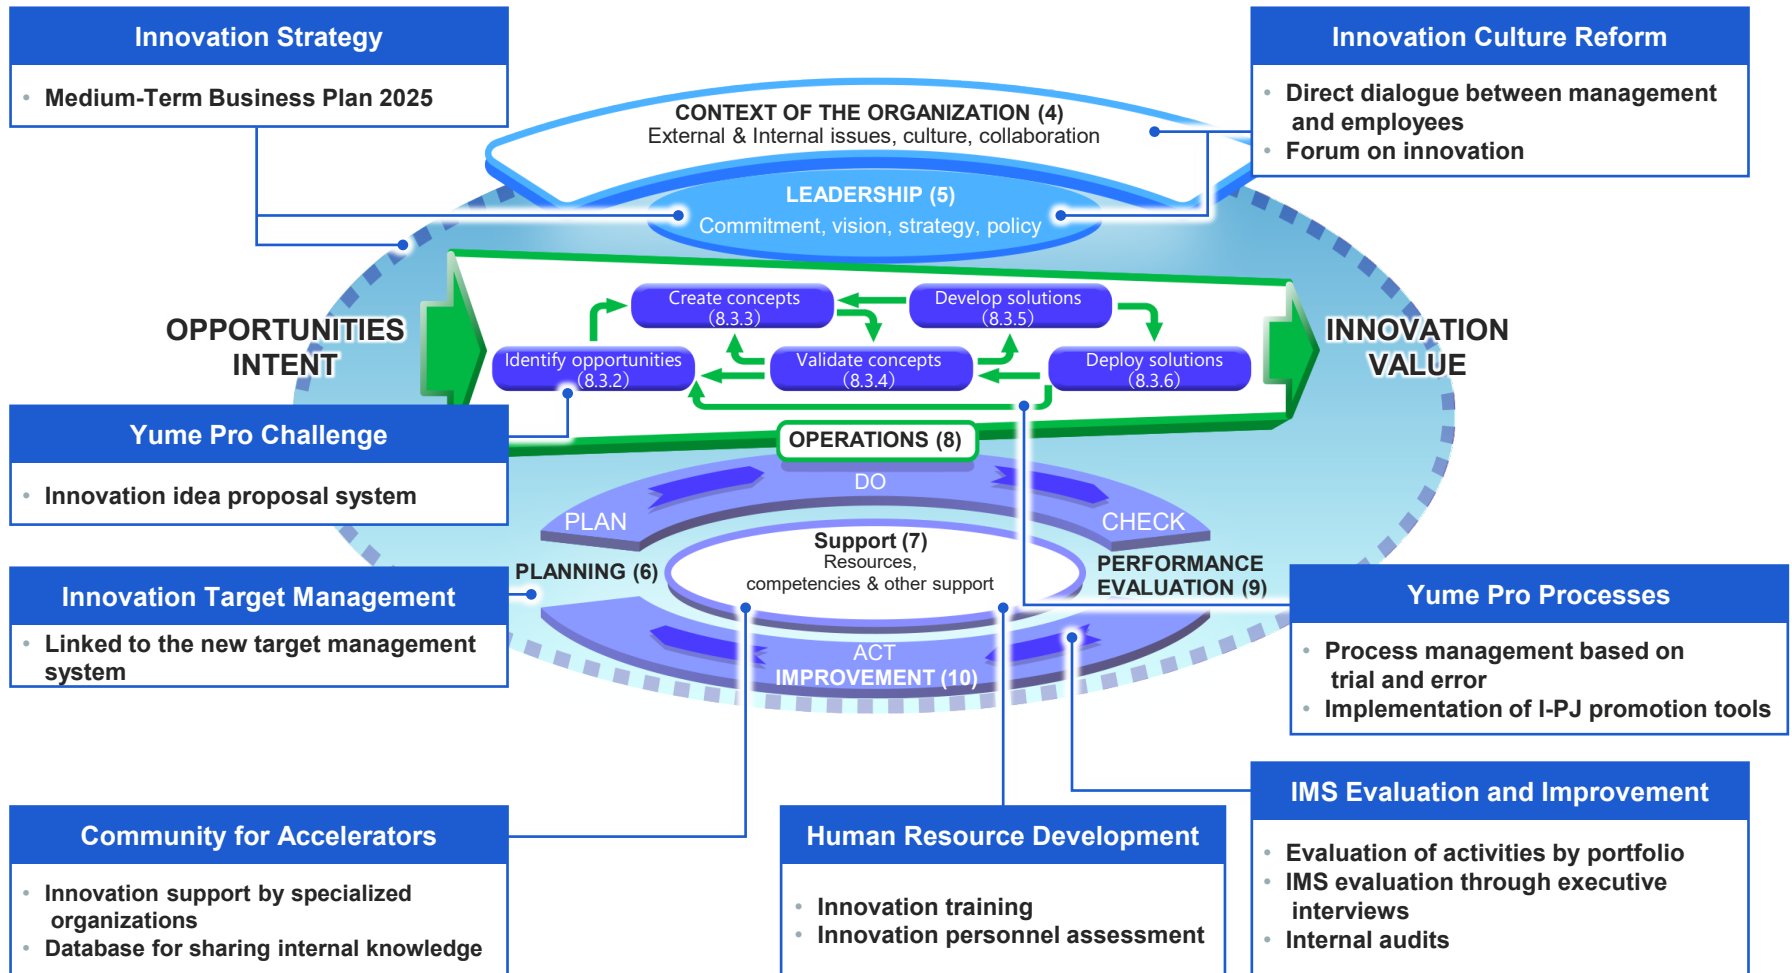 Innovation Strategy
• Medium-Term Business Plan 2025
Innovation Culture Reform
• Direct dialogue between management
and employees
• Forum on innovation
CONTEXT OF THE ORGANIZATION (4)
External & Internal issues, culture, collaboration
LEADERSHIP (5)
Commitment, vision, strategy, policy
OPPORTUNITIES
INTENT
Create concepts
(8.3.3)
Develop solutions
(8.3.5)
Identify opportunities
(8.3.2)
Validate concepts
(8.3.4)
Deploy solutions
(8.3.6)
INNOVATION
VALUE
OPERATIONS (8)
Yume Pro Challenge
• Innovation idea proposal system
DO
PLAN
CHECK
Support (7)
Resources,
competencies & other support
PLANNING (6)
PERFORMANCE
EVALUATION (9)
ACT
IMPROVEMENT (10)
Innovation Target Management
• Linked to the new target management
system
Yume Pro Processes
• Process management based on
trial and error
• Implementation of I-PJ promotion tools
Community for Accelerators
• Innovation support by specialized
organizations
• Database for sharing internal knowledge
Human Resource Development
• Innovation training
• Innovation personnel assessment
IMS Evaluation and Improvement
• Evaluation of activities by portfolio
• IMS evaluation through executive
interviews
• Internal audits